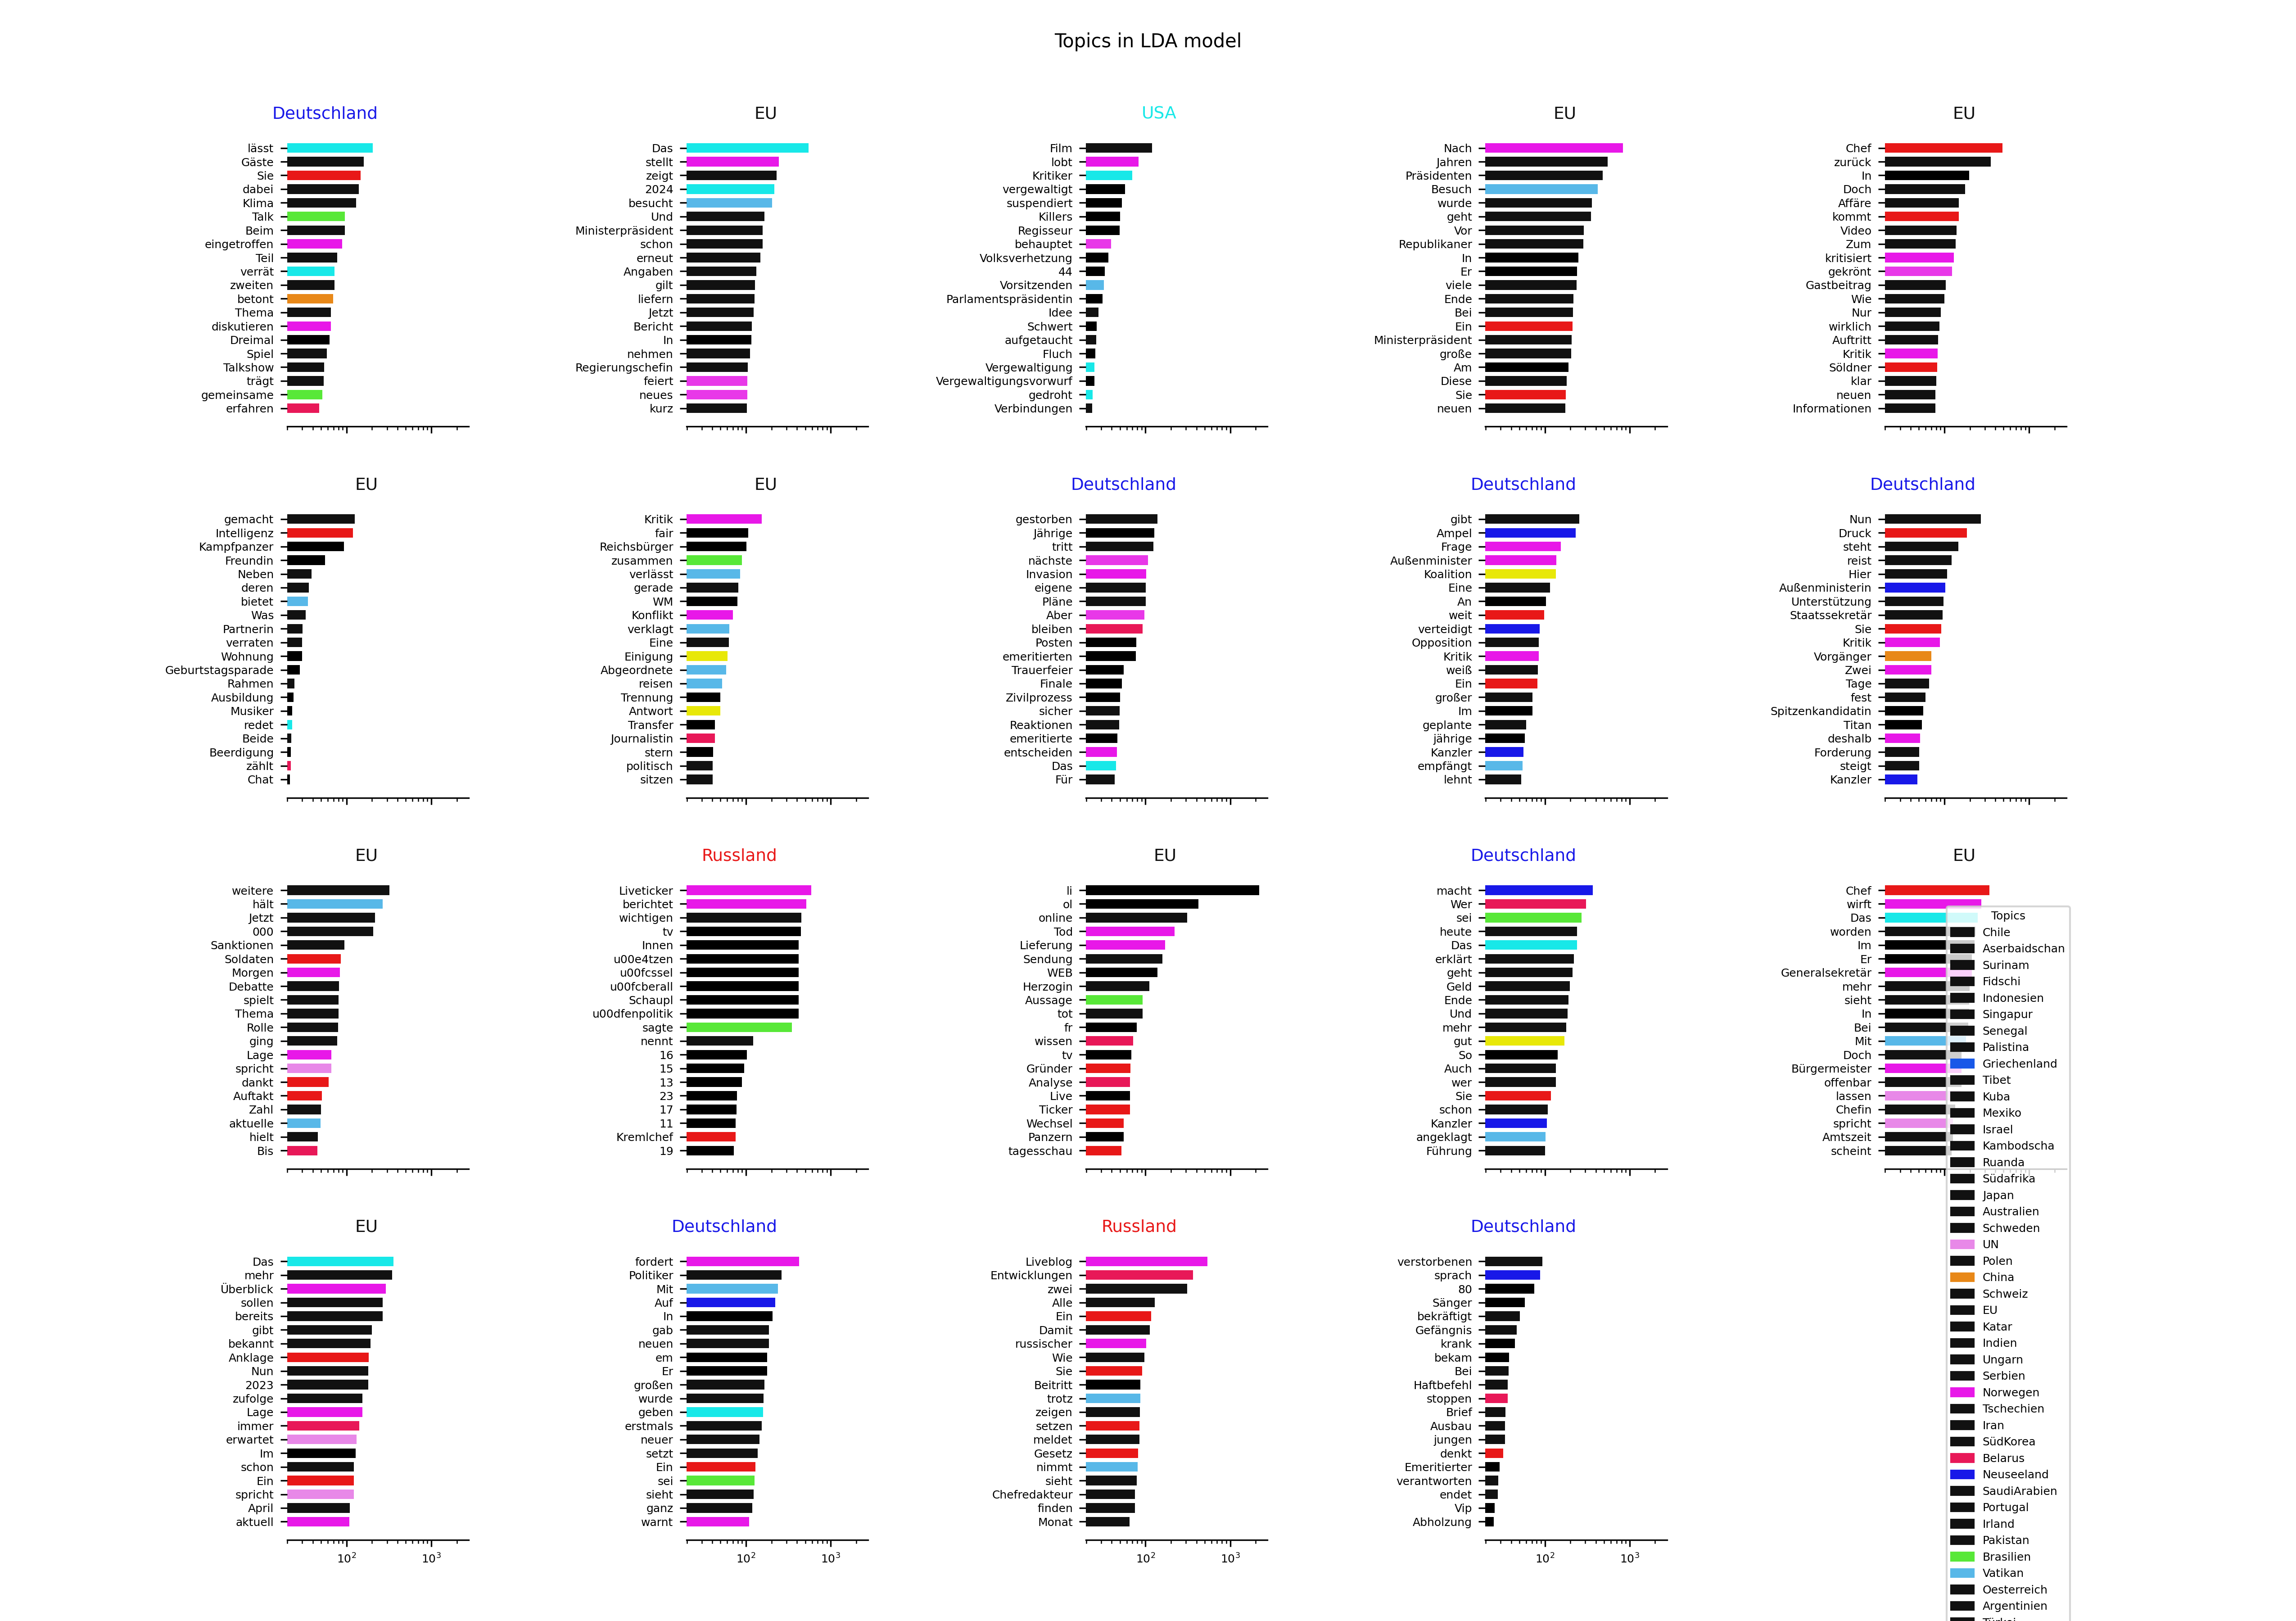 Topics in LDA model
Deutschland
lässt
Gäste
Sie
dabei
Klima
Talk
Beim
eingetroffen
Teil
verrät
zweiten
betont
Thema
diskutieren
Dreimal
Spiel
Talkshow
trägt
gemeinsame
erfahren
EU
Das
stellt
zeigt
2024
besucht
Und
Ministerpräsident
schon
erneut
Angaben
gilt
liefern
Jetzt
Bericht
In
nehmen
Regierungschefin
feiert
neues
kurz
USA
Film
lobt
Kritiker
vergewaltigt
suspendiert
Killers
Regisseur
behauptet
Volksverhetzung
44
Vorsitzenden
Parlamentspräsidentin
Idee
Schwert
aufgetaucht
Fluch
Vergewaltigung
Vergewaltigungsvorwurf
gedroht
Verbindungen
EU
Nach
Jahren
Präsidenten
Besuch
wurde
geht
Vor
Republikaner
In
Er
viele
Ende
Bei
Ein
Ministerpräsident
große
Am
Diese
Sie
neuen
EU
Chef
zurück
In
Doch
Affäre
kommt
Video
Zum
kritisiert
gekrönt
Gastbeitrag
Wie
Nur
wirklich
Auftritt
Kritik
Söldner
klar
neuen
Informationen
EU
gemacht
Intelligenz
Kampfpanzer
Freundin
Neben
deren
bietet
Was
Partnerin
verraten
Wohnung
Geburtstagsparade
Rahmen
Ausbildung
Musiker
redet
Beide
Beerdigung
zählt
Chat
EU
Kritik
fair
Reichsbürger
zusammen
verlässt
gerade
WM
Konflikt
verklagt
Eine
Einigung
Abgeordnete
reisen
Trennung
Antwort
Transfer
Journalistin
stern
politisch
sitzen
Deutschland
gestorben
Jährige
tritt
nächste
Invasion
eigene
Pläne
Aber
bleiben
Posten
emeritierten
Trauerfeier
Finale
Zivilprozess
sicher
Reaktionen
emeritierte
entscheiden
Das
Für
Deutschland
gibt
Ampel
Frage
Außenminister
Koalition
Eine
An
weit
verteidigt
Opposition
Kritik
weiß
Ein
großer
Im
geplante
jährige
Kanzler
empfängt
lehnt
Deutschland
Nun
Druck
steht
reist
Hier
Außenministerin
Unterstützung
Staatssekretär
Sie
Kritik
Vorgänger
Zwei
Tage
fest
Spitzenkandidatin
Titan
deshalb
Forderung
steigt
Kanzler
EU
weitere
hält
Jetzt
000
Sanktionen
Soldaten
Morgen
Debatte
spielt
Thema
Rolle
ging
Lage
spricht
dankt
Auftakt
Zahl
aktuelle
hielt
Bis
Russland
Liveticker
berichtet
wichtigen
tv
Innen
u00e4tzen
u00fcssel
u00fcberall
Schaupl
u00dfenpolitik
sagte
nennt
16
15
13
23
17
11
Kremlchef
19
EU
li
ol
online
Tod
Lieferung
Sendung
WEB
Herzogin
Aussage
tot
fr
wissen
tv
Gründer
Analyse
Live
Ticker
Wechsel
Panzern
tagesschau
Deutschland
macht
Wer
sei
heute
Das
erklärt
geht
Geld
Ende
Und
mehr
gut
So
Auch
wer
Sie
schon
Kanzler
angeklagt
Führung
EU
Chef
wirft
Das
worden
Im
Er
Generalsekretär
mehr
sieht
In
Bei
Mit
Doch
Bürgermeister
offenbar
lassen
Chefin
spricht
Amtszeit
scheint
EU
Das
mehr
Überblick
sollen
bereits
gibt
bekannt
Anklage
Nun
2023
zufolge
Lage
immer
erwartet
Im
schon
Ein
spricht
April
aktuell
10²
10³
Deutschland
fordert
Politiker
Mit
Auf
In
gab
neuen
em
Er
großen
wurde
geben
erstmals
neuer
setzt
Ein
sei
sieht
ganz
warnt
10²
10³
Russland
Liveblog
Entwicklungen
zwei
Alle
Ein
Damit
russischer
Wie
Sie
Beitritt
trotz
zeigen
setzen
meldet
Gesetz
nimmt
sieht
Chefredakteur
finden
Monat
10²
10³
Deutschland
verstorbenen
sprach
80
Sänger
bekräftigt
Gefängnis
krank
bekam
Bei
Haftbefehl
stoppen
Brief
Ausbau
jungen
denkt
Emeritierter
verantworten
endet
Vip
Abholzung
10²
10³
Topics
Chile
Aserbaidschan
Surinam
Fidschi
Indonesien
Singapur
Senegal
Palistina
Griechenland
Tibet
Kuba
Mexiko
Israel
Kambodscha
Ruanda
Südafrika
Japan
Australien
Schweden
UN
Polen
China
Schweiz
EU
Katar
Indien
Ungarn
Serbien
Norwegen
Tschechien
Iran
SüdKorea
Belarus
Neuseeland
SaudiArabien
Portugal
Irland
Pakistan
Brasilien
Vatikan
Oesterreich
Argentinien